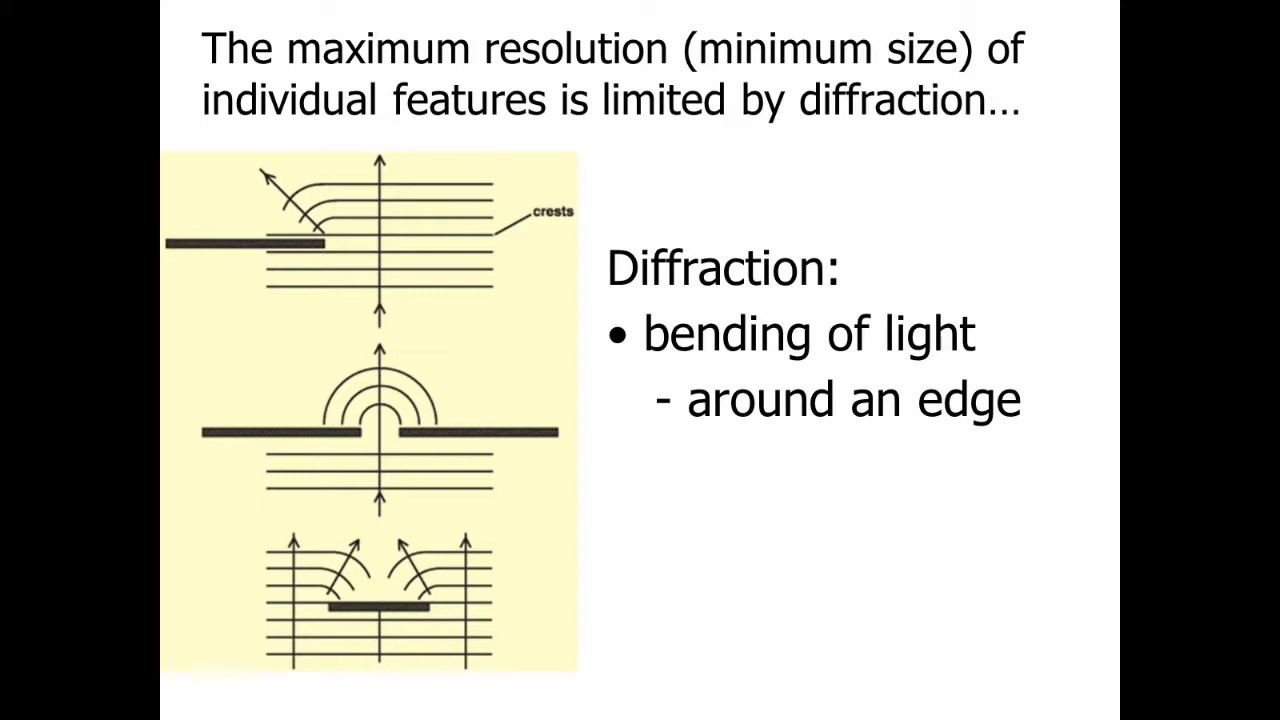 The maximum resolution (minimum size) of
individual features is limited by diffraction…
crests
Diffraction:
• bending of light
- around an edge